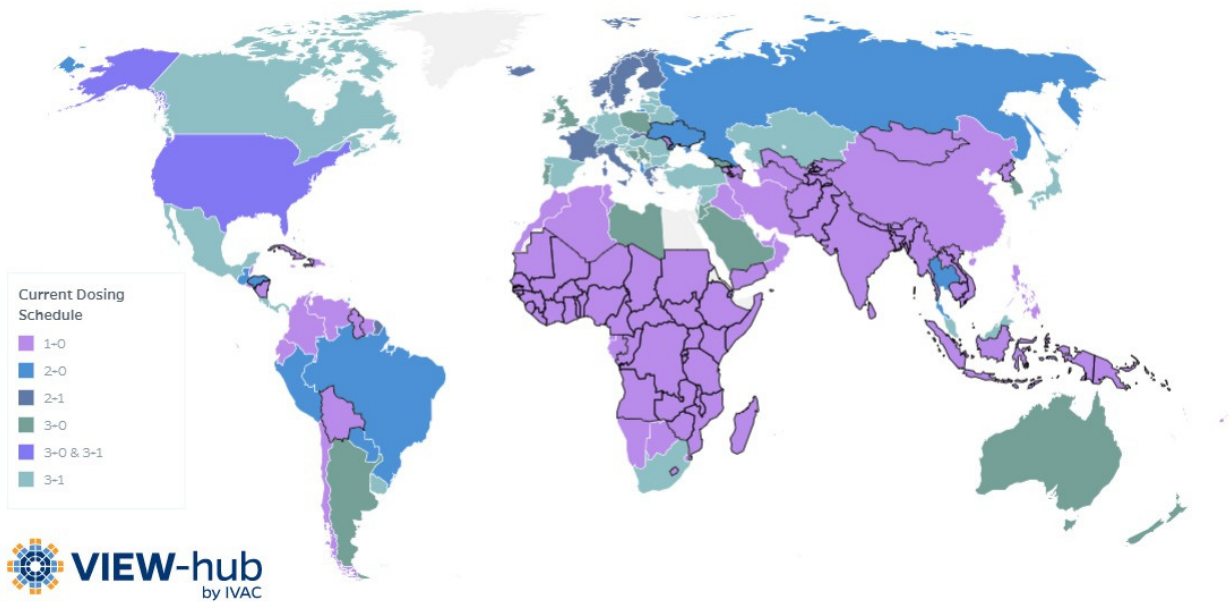 Current Dosing
Schedule
1+0
2+0
2+1
3+0
3+0 & 3+1
3+1
VIEW-hub
by IVAC